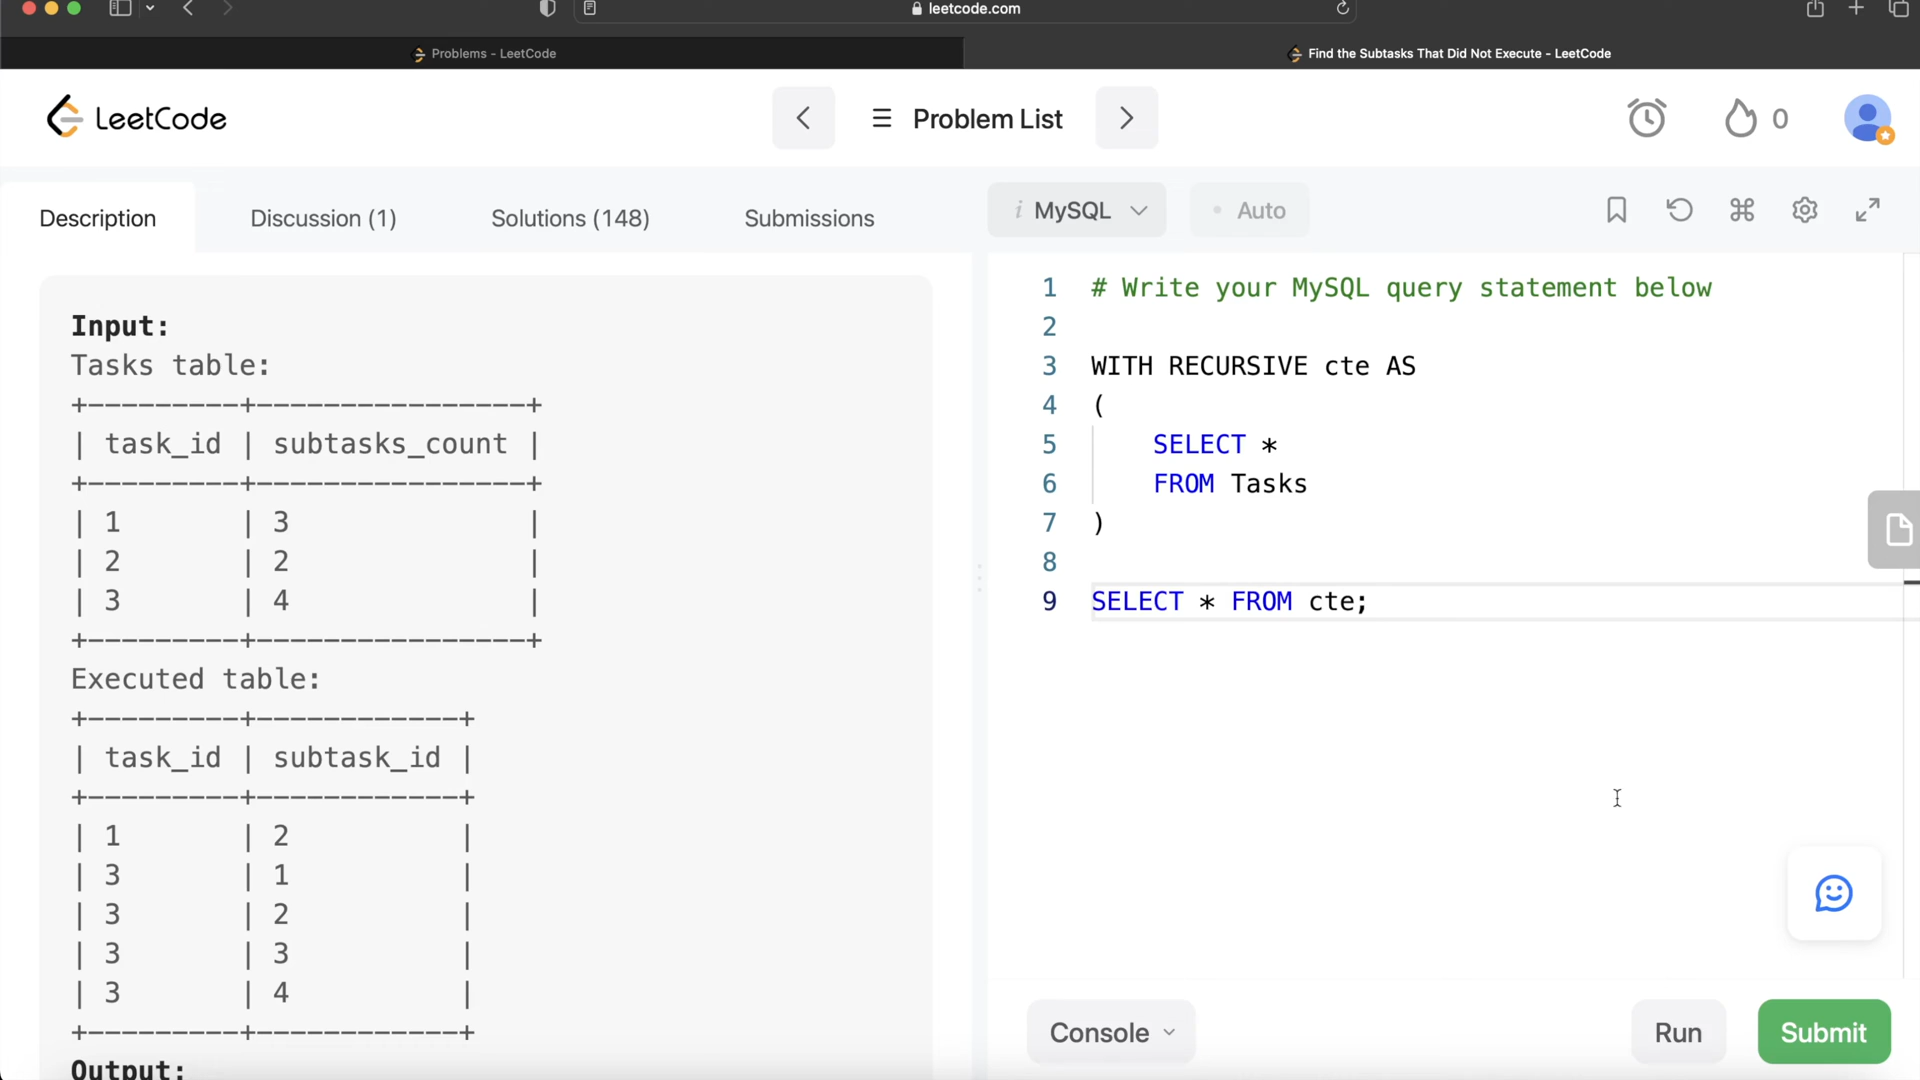 leetcode.com
Problems - LeetCode
Find the Subtasks That Did Not Execute - LeetCode
LeetCode
Problem List
0
Description
Discussion (1)
Solutions (148)
Submissions
i MySQL
Auto
Input:
Tasks table:
+---------+----------------+
| task_id | subtasks_count |
+---------+----------------+
| 1       | 3              |
| 2       | 2              |
| 3       | 4              |
+---------+----------------+
Executed table:
+---------+------------+
| task_id | subtask_id |
+---------+------------+
| 1       | 2          |
| 3       | 1          |
| 3       | 2          |
| 3       | 3          |
| 3       | 4          |
+---------+------------+
Output:
1 # Write your MySQL query statement below
2
3 WITH RECURSIVE cte AS
4 (
5     SELECT *
6     FROM Tasks
7 )
8
9 SELECT * FROM cte;
Console
Run
Submit